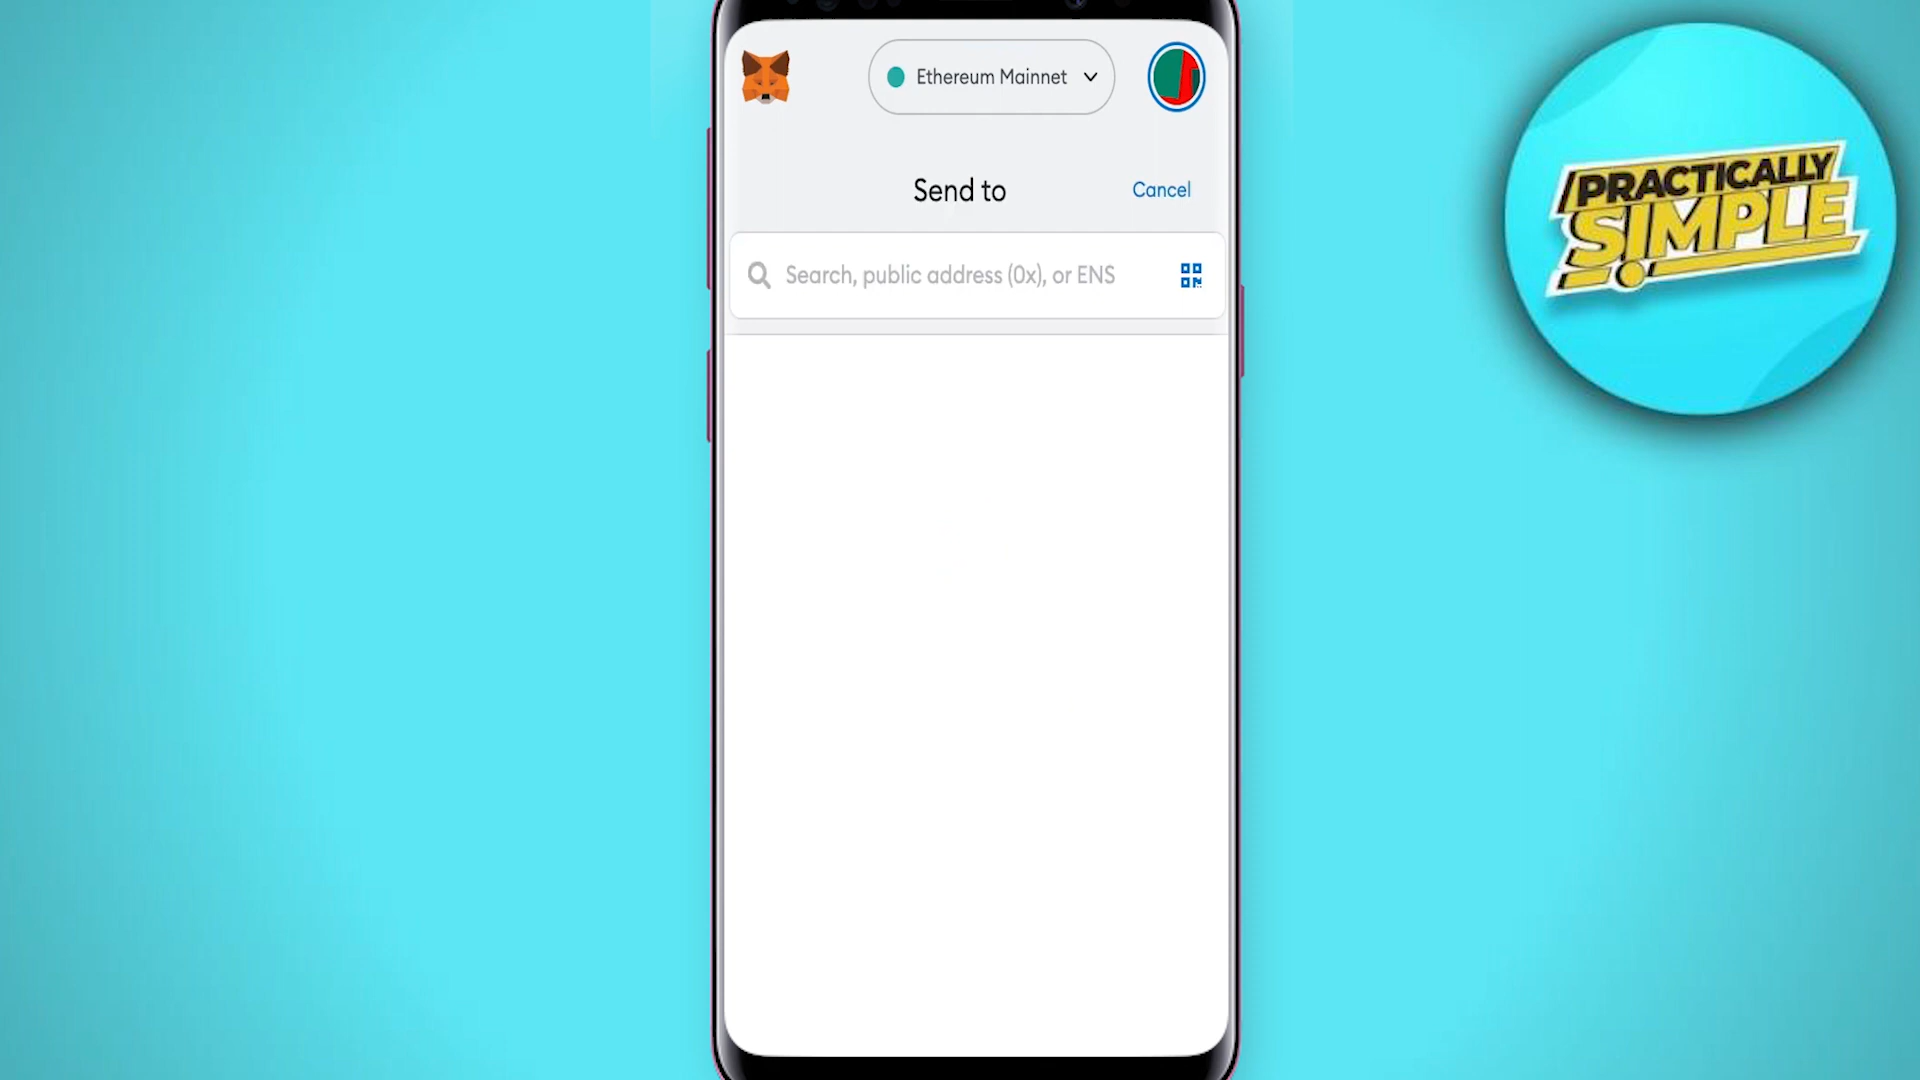 Ethereum Mainnet
Send to
Cancel
Search, public address (0x), or ENS
PRACTICALLY
SIMPLE